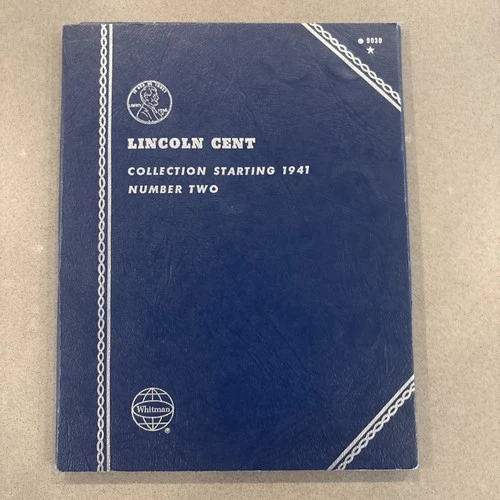 9030
LINCOLN CENT
COLLECTION STARTING 1941
NUMBER TWO
Whitman
®